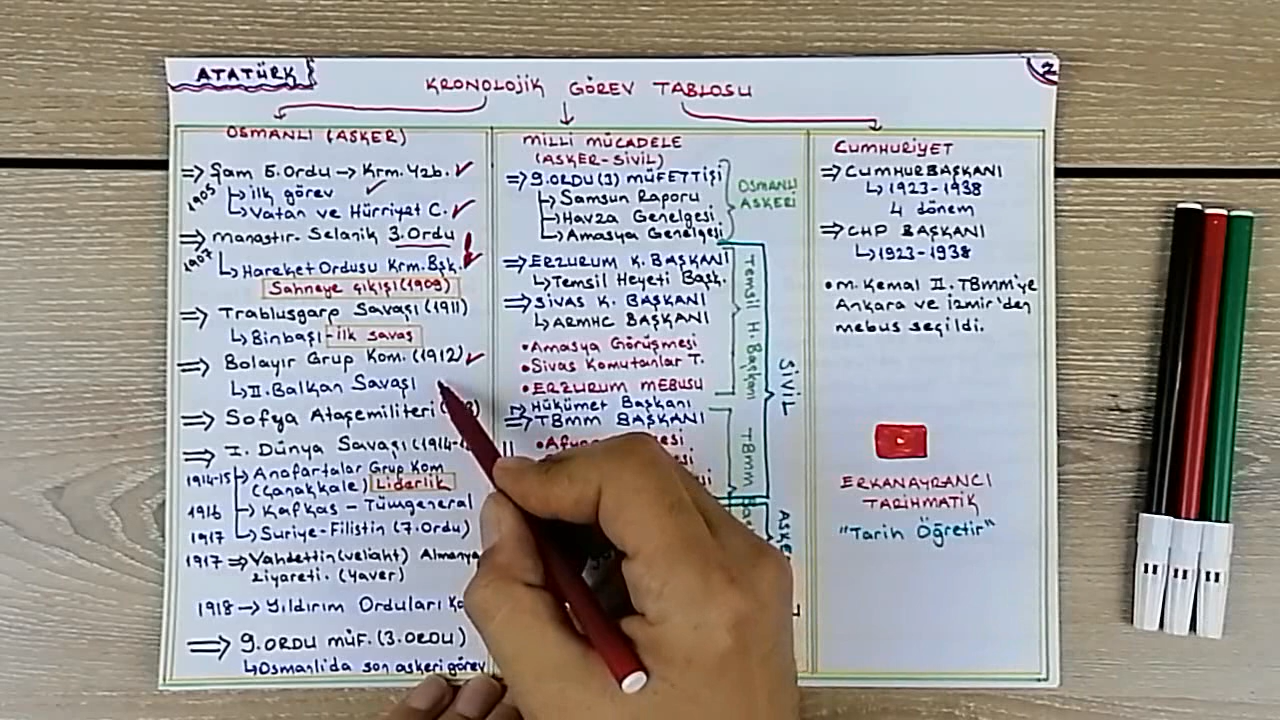 ATATÜRK
2
KRONOLOJİK GÖREV TABLOSU
OSMANLI (ASKER)
⇒ Şam 5.Ordu → Krm. Yzb. ✓
1905 ↳ ilk görev ✓
↳ Vatan ve Hürriyet C. ✓
⇒ Manastır-Selanik 3.Ordu
1907 ↳ Hareket Ordusu Krm.Bşk.
Sahneye Çıkışı (1909)
⇒ Trablusgarp Savaşı (1911)
↳ Binbaşı - ilk savaş
⇒ Bolayır Grup Kom. (1912) ✓
↳ II.Balkan Savaşı
⇒ Sofya Ataşemiliteri
⇒ I. Dünya Savaşı (1914-
1914-15 Anafartalar Grup Kom
(Çanakkale) Liderlik
1916 → Kafkas - Tümgeneral
1917 ↳ Suriye-Filistin (7.Ordu)
1917 ⇒ Vahdettin (veliaht) Almanya
ziyareti. (yaver)
1918 → Yıldırım Orduları
⇒ 9.ORDU MÜF. (3.ORDU)
↳ Osmanlı'da son askeri görev
MİLLİ MÜCADELE
(ASKER-SİVİL)
⇒ 9.ORDU (3) MÜFETTİŞİ
Samsun Raporu
Havza Genelgesi
Amasya Genelgesi
OSMANLI
ASKERİ
⇒ ERZURUM K. BAŞKANI
↳ Temsil Heyeti Başk.
⇒ SİVAS K. BAŞKANI
↳ ARMHC BAŞKANI
• Amasya Görüşmesi
• Sivas Komutanlar T.
• ERZURUM MEBUSU
Hükümet Başkanı
⇒ TBMM BAŞKANI
Temsil H. Başkanı
TBMM
SİVİL
CUMHURİYET
⇒ CUMHURBAŞKANI
↳ 1923-1938
4 dönem
⇒ CHP BAŞKANI
↳ 1923-1938
• M. Kemal II. TBMM'ye
Ankara ve İzmir'den
mebus seçildi.
ERKANAYRANCI
TARİHMATİK
"Tarih Öğretir"